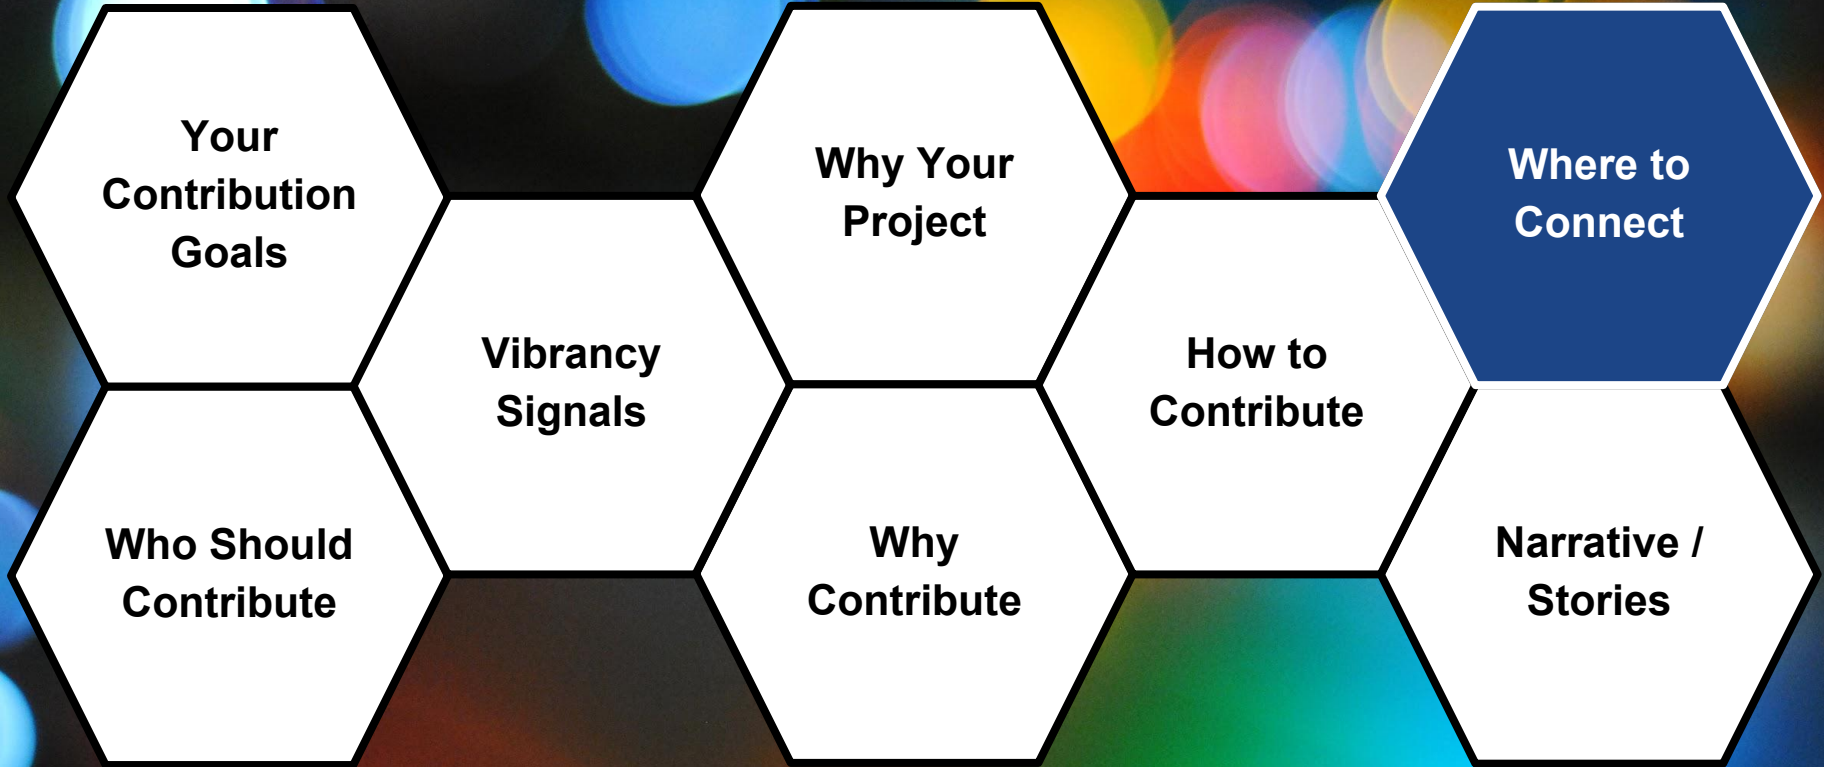 Your
Contribution
Goals
Who Should
Contribute
Vibrancy
Signals
Why Your
Project
Why
Contribute
How to
Contribute
Where to
Connect
Narrative /
Stories